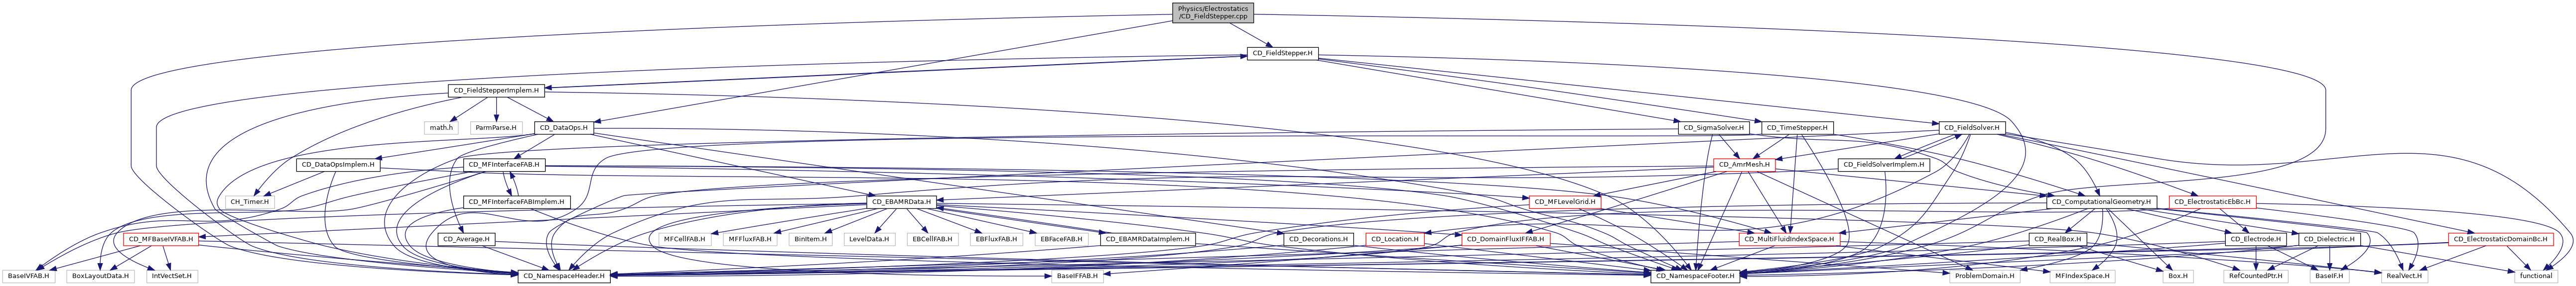 Physics/Electrostatics
/CD_FieldStepper.cpp
CD_FieldStepper.H
CD_FieldStepperImplem.H
math.h
ParmParse.H
CD_DataOps.H
CD_SigmaSolver.H
CD_TimeStepper.H
CD_FieldSolver.H
CD_DataOpsImplem.H
CD_MFInterfaceFAB.H
CD_AmrMesh.H
CD_FieldSolverImplem.H
CH_Timer.H
CD_MFInterfaceFABImplem.H
CD_EBAMRData.H
CD_MFLevelGrid.H
CD_ComputationalGeometry.H
CD_ElectrostaticEbBc.H
CD_MFBaseIVFAB.H
CD_Average.H
MFCellFAB.H
MFFluxFAB.H
BinItem.H
LevelData.H
EBCellFAB.H
EBFluxFAB.H
EBFaceFAB.H
CD_EBAMRDataImplem.H
CD_Decorations.H
CD_Location.H
CD_DomainFluxIFFAB.H
CD_MultiFluidIndexSpace.H
CD_RealBox.H
CD_Electrode.H
CD_Dielectric.H
CD_ElectrostaticDomainBc.H
BaseIVFAB.H
BoxLayoutData.H
IntVectSet.H
CD_NamespaceHeader.H
BaseIFFAB.H
CD_NamespaceFooter.H
ProblemDomain.H
MFIndexSpace.H
Box.H
RefCountedPtr.H
BaseIF.H
RealVect.H
functional